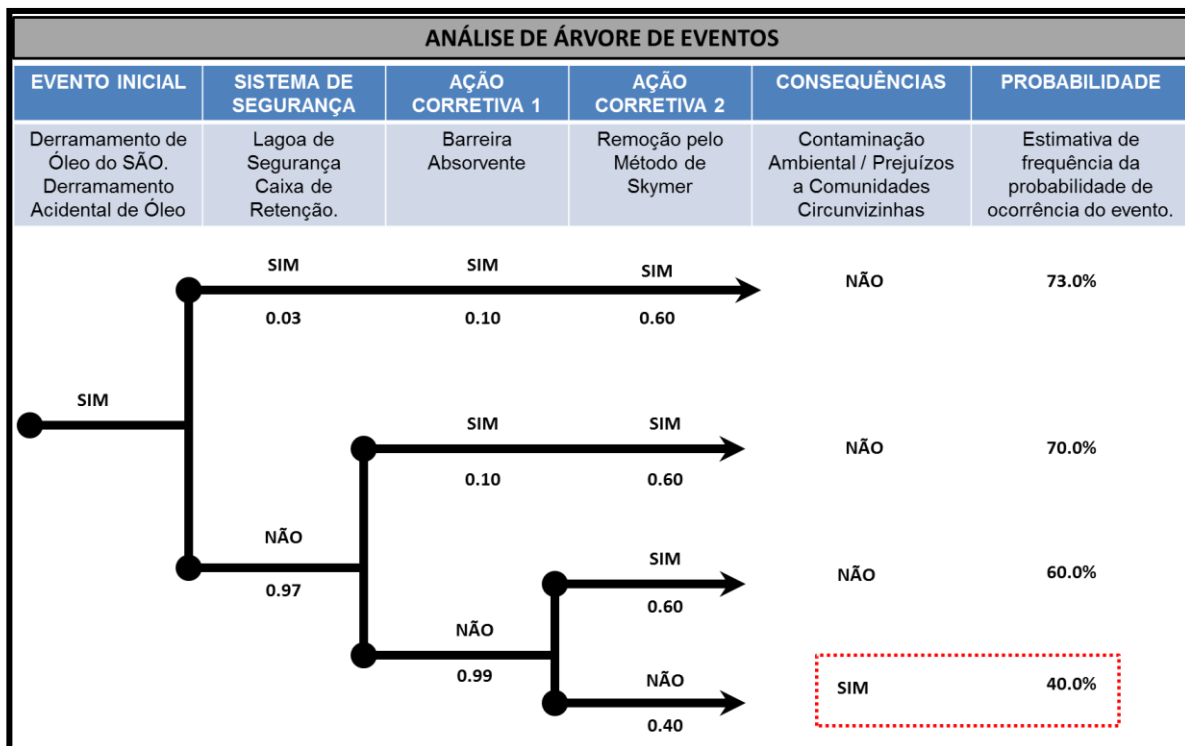 ANÁLISE DE ÁRVORE DE EVENTOS
EVENTO INICIAL
SISTEMA DE
SEGURANÇA
AÇÃO
CORRETIVA 1
AÇÃO
CORRETIVA 2
CONSEQUÊNCIAS
PROBABILIDADE
Derramamento de
Óleo do SÃO.
Derramamento
Acidental de Óleo
Lagoa de
Segurança
Caixa de
Retenção.
Barreira
Absorvente
Remoção pelo
Método de
Skymer
Contaminação
Ambiental / Prejuízos
a Comunidades
Circunvizinhas
Estimativa de
frequência da
probabilidade de
ocorrência do evento.
SIM
SIM
SIM
NÃO
73.0%
0.03
0.10
0.60
SIM
SIM
SIM
NÃO
70.0%
0.10
0.60
NÃO
0.97
SIM
NÃO
60.0%
0.60
NÃO
0.99
NÃO
SIM
40.0%
0.40